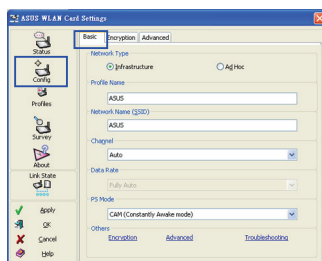 ASUS WLAN Card Settings
Status
Config
Profiles
Survey
About
Link State
Apply
OK
Cancel
Help
Basic Encryption Advanced
Network Type
Infrastructure Ad Hoc
Profile Name
ASUS
Network Name (SSID)
ASUS
Channel
Auto
Data Rate
Fully Auto
PS Mode
CAM (Constantly Awake mode)
Others
Encryption Advanced Troubleshooting